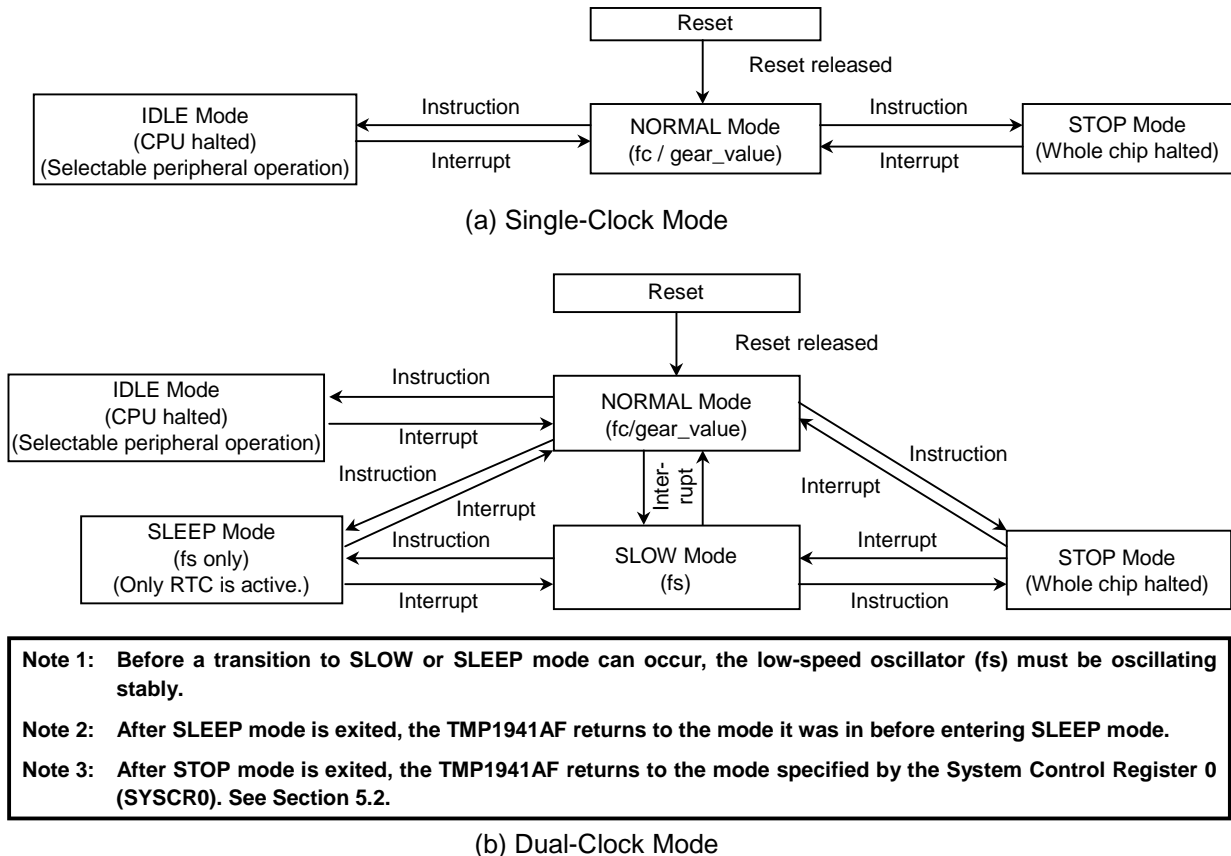 Reset
Reset released
IDLE Mode
(CPU halted)
(Selectable peripheral operation)
Instruction
Interrupt
NORMAL Mode
(fc / gear_value)
Instruction
Interrupt
STOP Mode
(Whole chip halted)
(a) Single-Clock Mode
Reset
Reset released
IDLE Mode
(CPU halted)
(Selectable peripheral operation)
Instruction
Interrupt
NORMAL Mode
(fc/gear_value)
Instruction
Interrupt
Inter-
rupt
Instruction
Interrupt
SLEEP Mode
(fs only)
(Only RTC is active.)
Instruction
Interrupt
SLOW Mode
(fs)
Interrupt
Instruction
STOP Mode
(Whole chip halted)
Note 1: Before a transition to SLOW or SLEEP mode can occur, the low-speed oscillator (fs) must be oscillating
stably.
Note 2: After SLEEP mode is exited, the TMP1941AF returns to the mode it was in before entering SLEEP mode.
Note 3: After STOP mode is exited, the TMP1941AF returns to the mode specified by the System Control Register 0
(SYSCR0). See Section 5.2.
(b) Dual-Clock Mode